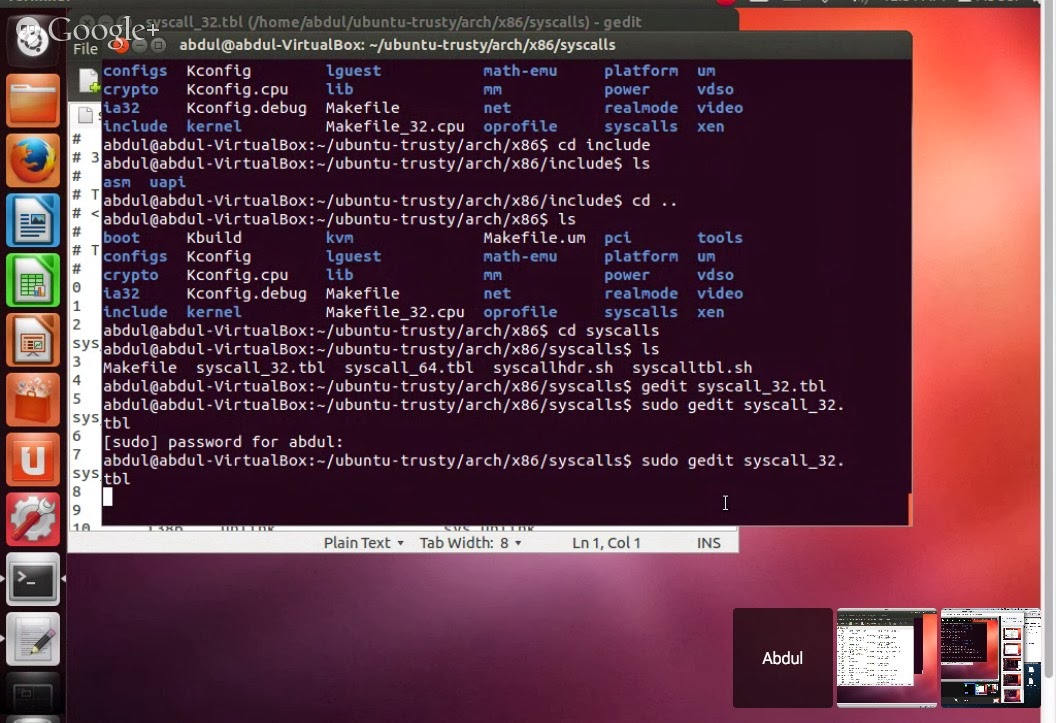 syscall_32.tbl (/home/abdul/ubuntu-trusty/arch/x86/syscalls) - gedit
Google+
File
abdul@abdul-VirtualBox: ~/ubuntu-trusty/arch/x86/syscalls
configs Kconfig lguest math-emu platform um
crypto Kconfig.cpu lib mm power vdso
ia32 Kconfig.debug Makefile net realmode video
include kernel Makefile_32.cpu oprofile syscalls xen
abdul@abdul-VirtualBox:~/ubuntu-trusty/arch/x86$ cd include
abdul@abdul-VirtualBox:~/ubuntu-trusty/arch/x86/include$ ls
asm uapi
abdul@abdul-VirtualBox:~/ubuntu-trusty/arch/x86/include$ cd ..
abdul@abdul-VirtualBox:~/ubuntu-trusty/arch/x86$ ls
boot Kbuild kvm Makefile.um pci tools
configs Kconfig lguest math-emu platform um
crypto Kconfig.cpu lib mm power vdso
ia32 Kconfig.debug Makefile net realmode video
include kernel Makefile_32.cpu oprofile syscalls xen
abdul@abdul-VirtualBox:~/ubuntu-trusty/arch/x86$ cd syscalls
abdul@abdul-VirtualBox:~/ubuntu-trusty/arch/x86/syscalls$ ls
Makefile syscall_32.tbl syscall_64.tbl syscallhdr.sh syscalltbl.sh
abdul@abdul-VirtualBox:~/ubuntu-trusty/arch/x86/syscalls$ gedit syscall_32.tbl
abdul@abdul-VirtualBox:~/ubuntu-trusty/arch/x86/syscalls$ sudo gedit syscall_32.
tbl
[sudo] password for abdul:
abdul@abdul-VirtualBox:~/ubuntu-trusty/arch/x86/syscalls$ sudo gedit syscall_32.
tbl
#
# 3
#
# T
# <
#
# T
#
0
1
2
sys
3
4
5
sys
6
7
sys
8
9
10 i386 unlink sys_unlink
Plain Text Tab Width: 8 Ln 1, Col 1 INS
Abdul